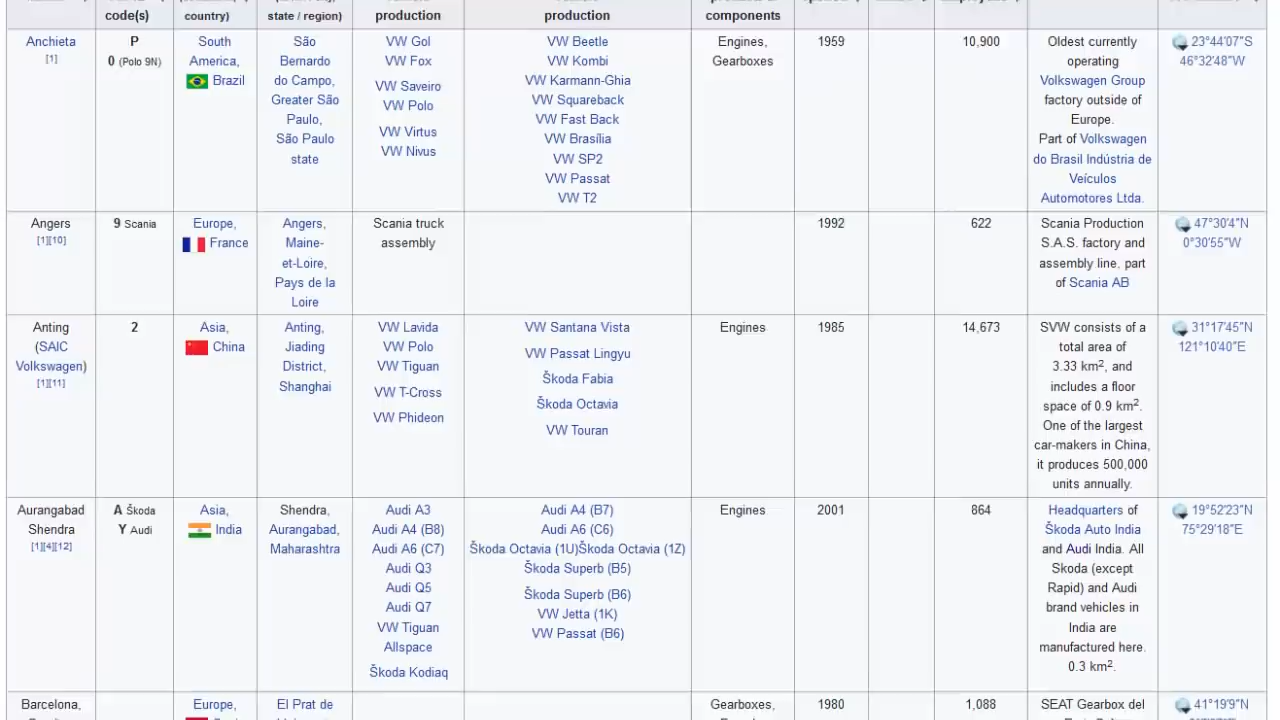 code(s) country) state / region) production production components
Anchieta
[1]
P
0 (Polo 9N)
South
America,
Brazil
São
Bernardo
do Campo,
Greater São
Paulo,
São Paulo
state
VW Gol
VW Fox
VW Saveiro
VW Polo
VW Virtus
VW Nivus
VW Beetle
VW Kombi
VW Karmann-Ghia
VW Squareback
VW Fast Back
VW Brasília
VW SP2
VW Passat
VW T2
Engines,
Gearboxes
1959
10,900
Oldest currently
operating
Volkswagen Group
factory outside of
Europe.
Part of Volkswagen
do Brasil Indústria de
Veículos
Automotores Ltda.
23°44′07″S
46°32′48″W
Angers
[1][10]
9 Scania
Europe,
France
Angers,
Maine-
et-Loire,
Pays de la
Loire
Scania truck
assembly
1992
622
Scania Production
S.A.S. factory and
assembly line, part
of Scania AB
47°30′4″N
0°30′55″W
Anting
(SAIC
Volkswagen)
[1][11]
2
Asia,
China
Anting,
Jiading
District,
Shanghai
VW Lavida
VW Polo
VW Tiguan
VW T-Cross
VW Phideon
VW Santana Vista
VW Passat Lingyu
Škoda Fabia
Škoda Octavia
VW Touran
Engines
1985
14,673
SVW consists of a
total area of
3.33 km², and
includes a floor
space of 0.9 km².
One of the largest
car-makers in China,
it produces 500,000
units annually.
31°17′45″N
121°10′40″E
Aurangabad
Shendra
[1][4][12]
A Škoda
Y Audi
Asia,
India
Shendra,
Aurangabad,
Maharashtra
Audi A3
Audi A4 (B8)
Audi A6 (C7)
Audi Q3
Audi Q5
Audi Q7
VW Tiguan
Allspace
Škoda Kodiaq
Audi A4 (B7)
Audi A6 (C6)
Škoda Octavia (1U)Škoda Octavia (1Z)
Škoda Superb (B5)
Škoda Superb (B6)
VW Jetta (1K)
VW Passat (B6)
Engines
2001
864
Headquarters of
Škoda Auto India
and Audi India. All
Skoda (except
Rapid) and Audi
brand vehicles in
India are
manufactured here.
0.3 km².
19°52′23″N
75°29′18″E
Barcelona,
Europe,
El Prat de
Gearboxes,
1980
1,088
SEAT Gearbox del
41°19′9″N